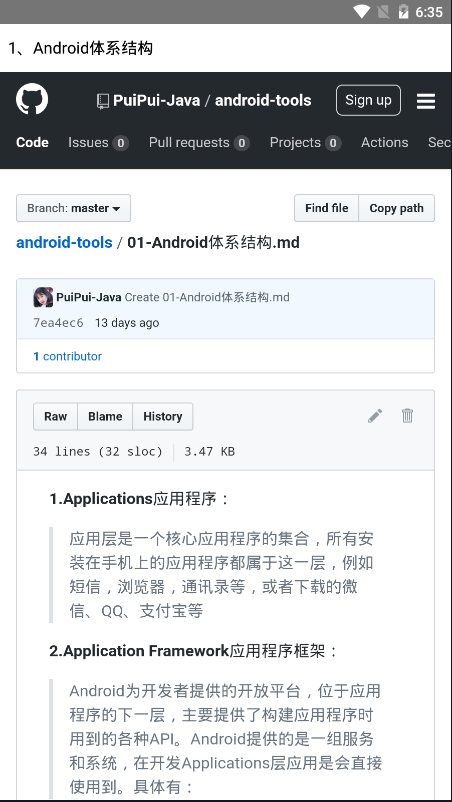 6:35
1、Android体系结构
PuiPui-Java / android-tools
Sign up
Code Issues 0 Pull requests 0 Projects 0 Actions Sec
Branch: master
Find file Copy path
android-tools / 01-Android体系结构.md
PuiPui-Java Create 01-Android体系结构.md
7ea4ec6 13 days ago
1 contributor
Raw Blame History
34 lines (32 sloc) 3.47 KB
1.Applications应用程序：
应用层是一个核心应用程序的集合，所有安
装在手机上的应用程序都属于这一层，例如
短信，浏览器，通讯录等，或者下载的微
信、QQ、支付宝等
2.Application Framework应用程序框架：
Android为开发者提供的开放平台，位于应用
程序的下一层，主要提供了构建应用程序时
用到的各种API。Android提供的是一组服务
和系统，在开发Applications层应用是会直接
使用到。具体有：